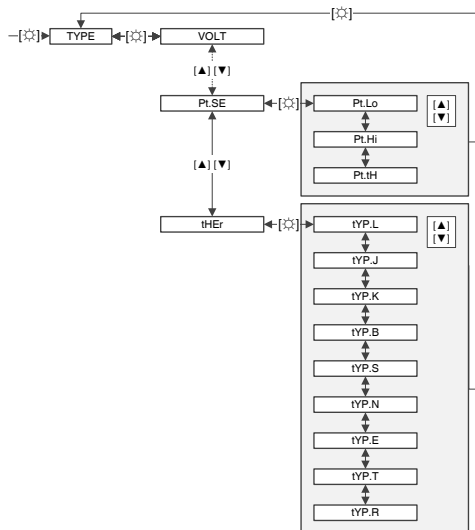 [☼]
[☼] TYPE [☼] VOLT
[▲] [▼]
Pt.SE [☼] Pt.Lo [▲]
[▼]
Pt.Hi
[▲] [▼] Pt.tH
tHEr [☼] tYP.L [▲]
[▼]
tYP.J
tYP.K
tYP.B
tYP.S
tYP.N
tYP.E
tYP.T
tYP.R